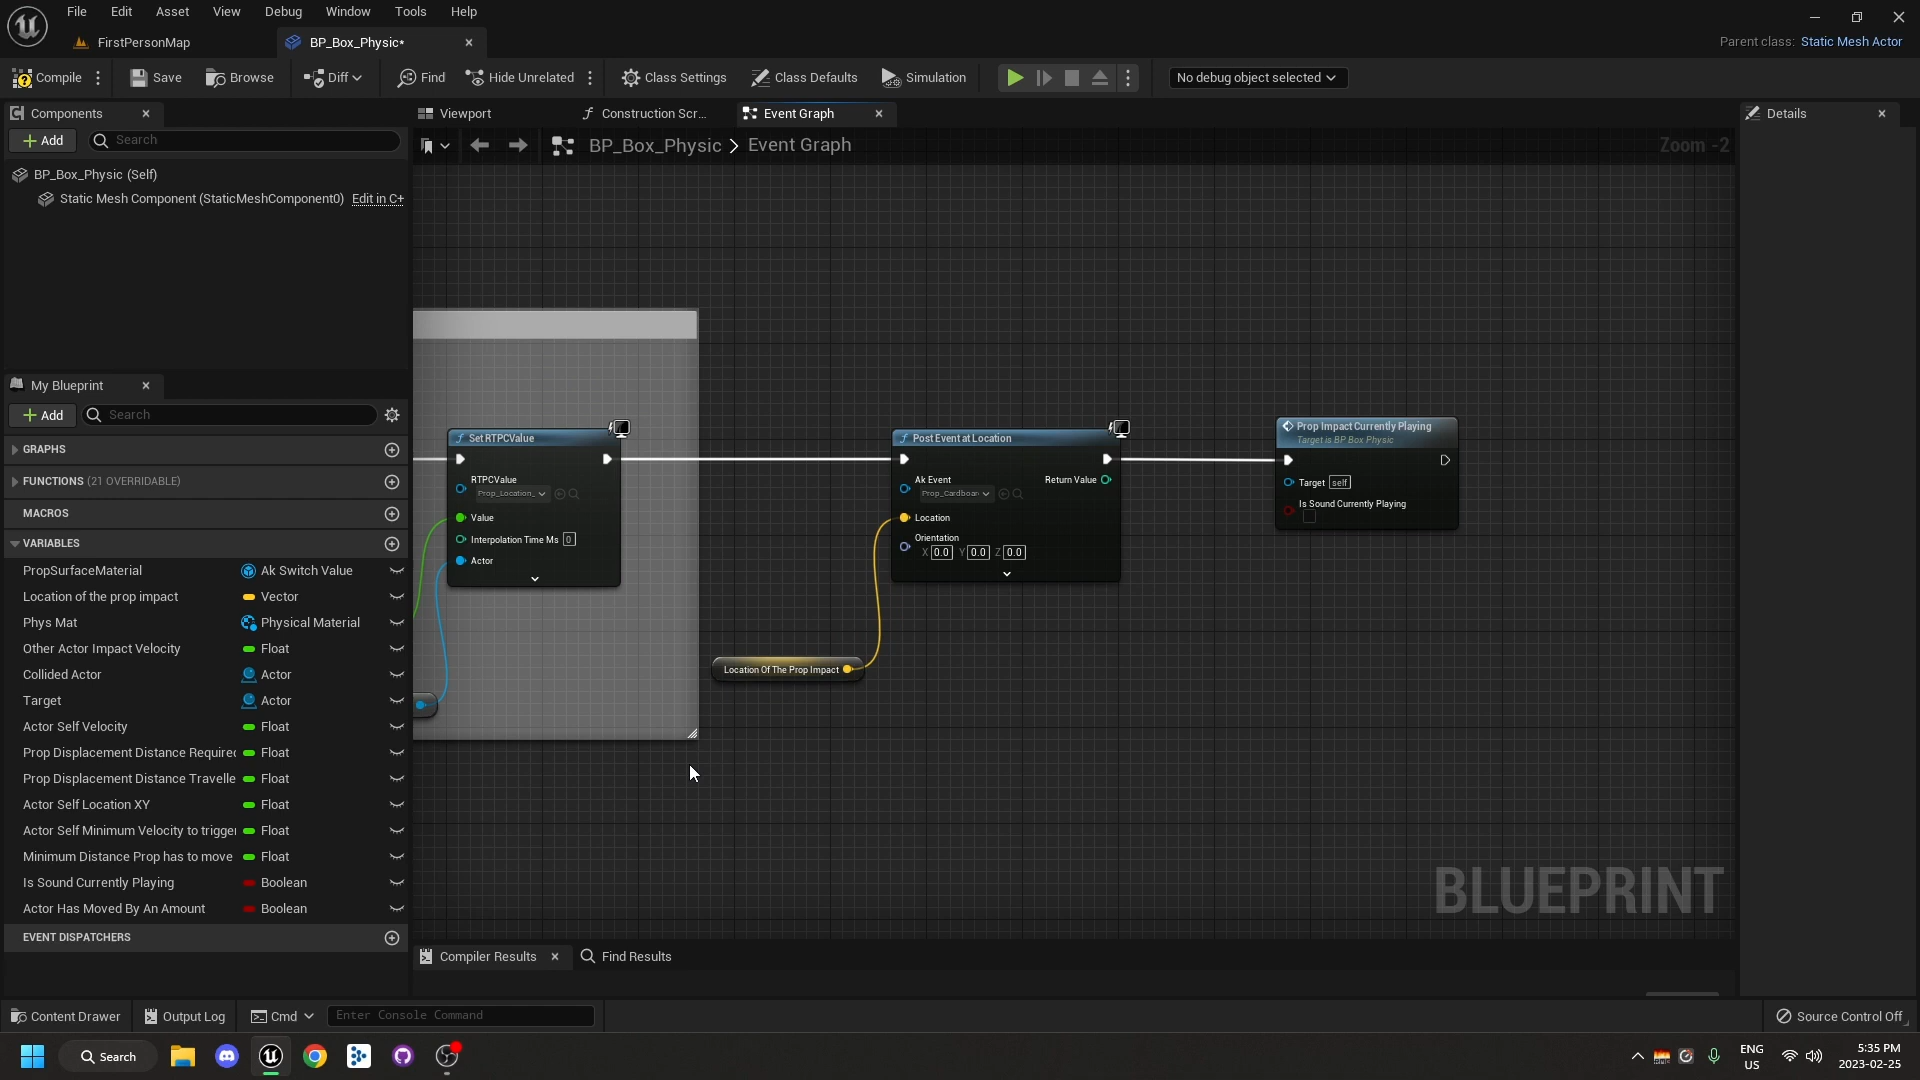 File Edit Asset View Debug Window Tools Help
FirstPersonMap
BP_Box_Physic*
Parent class: Static Mesh Actor
Compile
Save
Browse
Diff
Find
Hide Unrelated
Class Settings
Class Defaults
Simulation
No debug object selected
Components
Add
Search
BP_Box_Physic (Self)
Static Mesh Component (StaticMeshComponent0) Edit in C+
My Blueprint
Add
Search
GRAPHS
FUNCTIONS (21 OVERRIDABLE)
MACROS
VARIABLES
PropSurfaceMaterial Ak Switch Value
Location of the prop impact Vector
Phys Mat Physical Material
Other Actor Impact Velocity Float
Collided Actor Actor
Target Actor
Actor Self Velocity Float
Prop Displacement Distance Required Float
Prop Displacement Distance Travelle Float
Actor Self Location XY Float
Actor Self Minimum Velocity to trigger Float
Minimum Distance Prop has to move Float
Is Sound Currently Playing Boolean
Actor Has Moved By An Amount Boolean
EVENT DISPATCHERS
Viewport
Construction Scr...
Event Graph
BP_Box_Physic > Event Graph
Zoom -2
Set RTPCValue
RTPCValue
Prop_Location_
Value
Interpolation Time Ms 0
Actor
Post Event at Location
Ak Event Return Value
Prop_Cardboar
Location
Orientation
X 0.0 Y 0.0 Z 0.0
Location Of The Prop Impact
Prop Impact Currently Playing
Target is BP Box Physic
Target self
Is Sound Currently Playing
BLUEPRINT
Compiler Results
Find Results
Details
Content Drawer
Output Log
Cmd
Enter Console Command
Source Control Off
Search
ENG
US
5:35 PM
2023-02-25